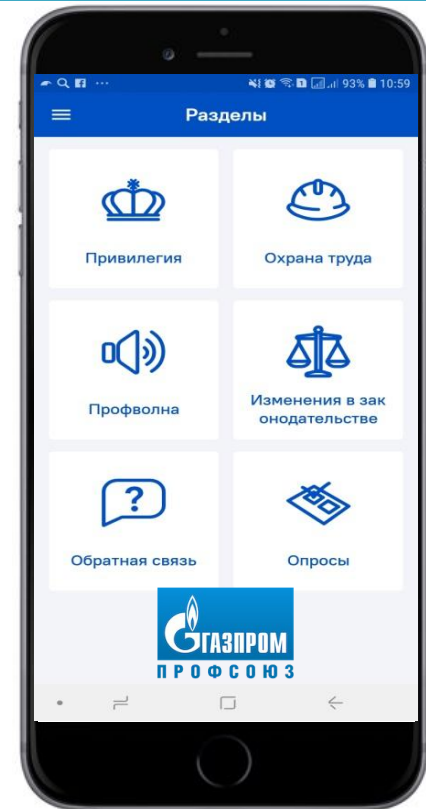 93% 10:59
Разделы
Привилегия
Охрана труда
Профволна
Изменения в зак
онодательстве
?
Обратная связь
Опросы
ГАЗПРОМ
ПРОФСОЮЗ